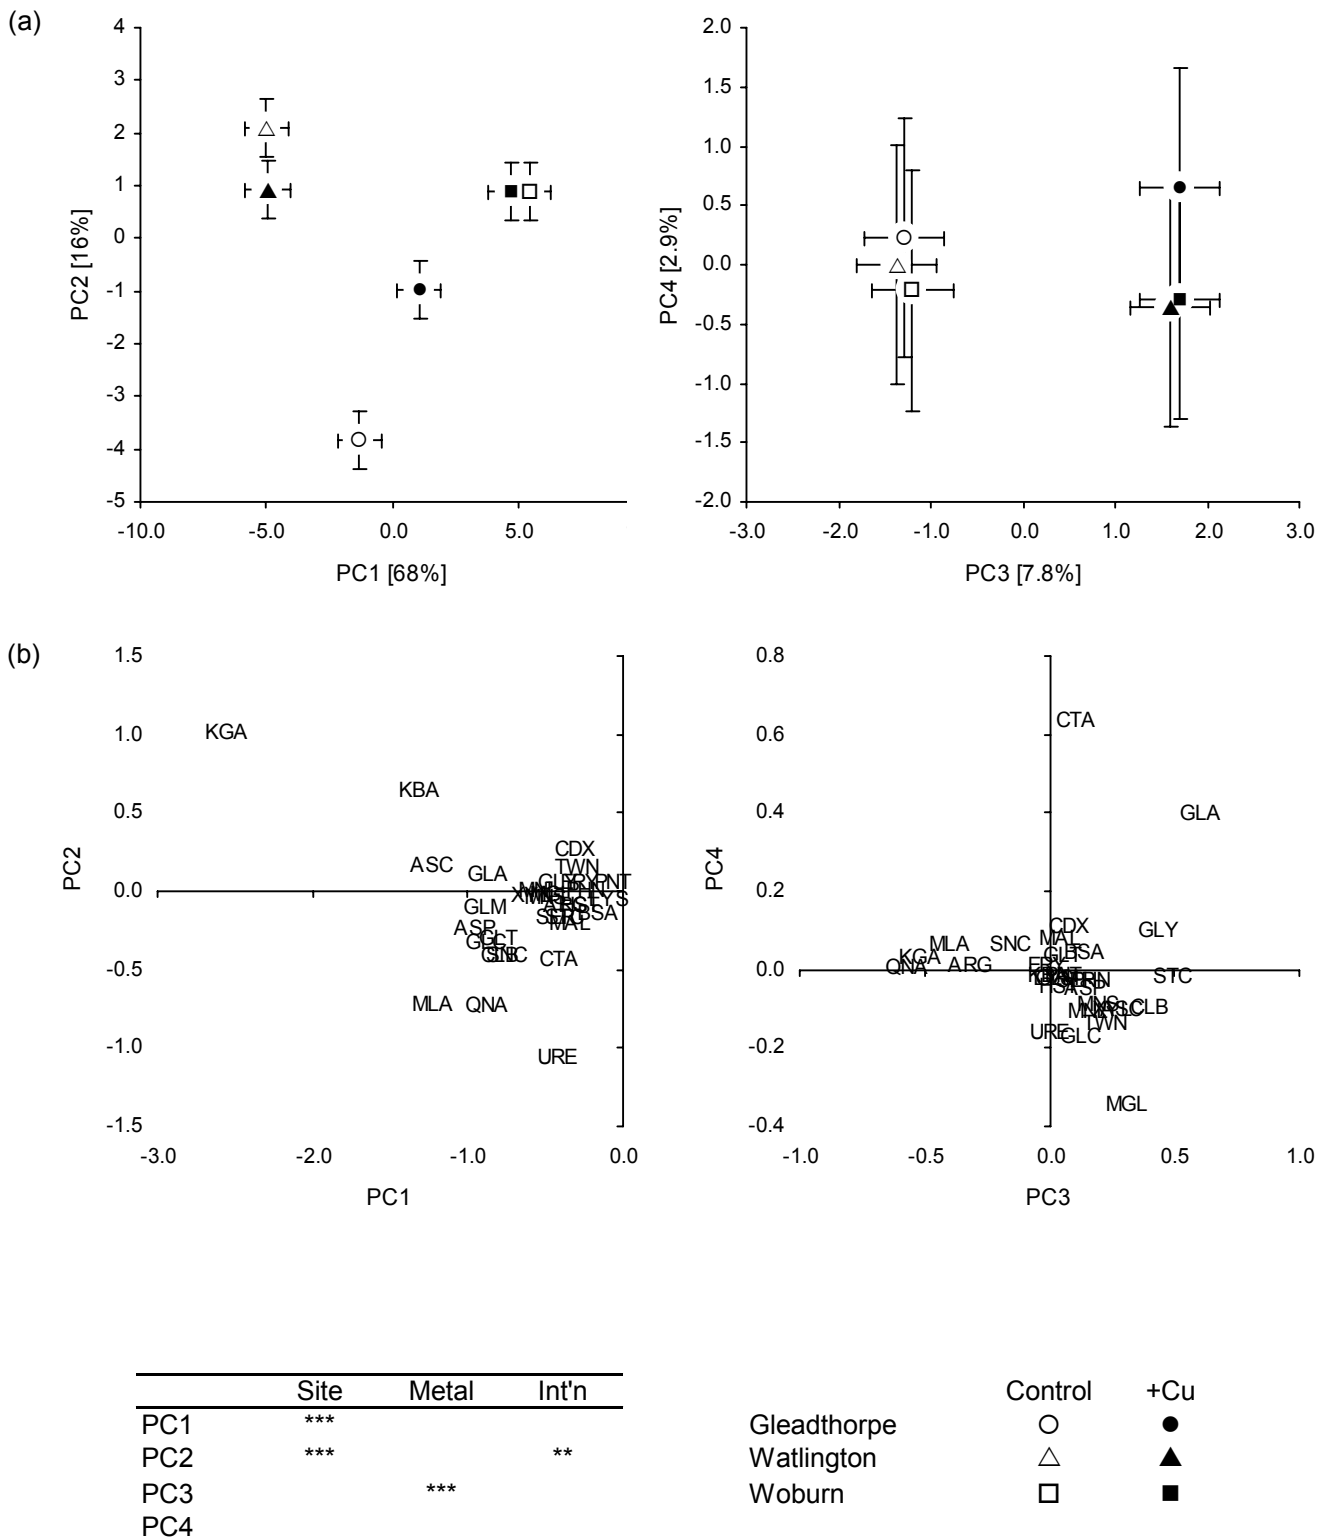 (a)
4
3
2
1
0
-1
-2
-3
-4
-5
PC2 [16%]
-10.0 -5.0 0.0 5.0
PC1 [68%]
2.0
1.5
1.0
0.5
0.0
-0.5
-1.0
-1.5
-2.0
PC4 [2.9%]
-3.0 -2.0 -1.0 0.0 1.0 2.0 3.0
PC3 [7.8%]
(b)
1.5
1.0
0.5
0.0
-0.5
-1.0
-1.5
PC2
KGA
KBA
ASC
GLA
CDX
TWN
GLM
CTA
MLA
QNA
URE
-3.0 -2.0 -1.0 0.0
PC1
0.8
0.6
0.4
0.2
0.0
-0.2
-0.4
PC4
CTA
GLA
CDX
GLY
MLA
SNC
KGA
QNA
ARG
STC
CLB
TWN
URE
GLC
MGL
-1.0 -0.5 0.0 0.5 1.0
PC3
Site Metal Int'n
PC1 ***
PC2 *** **
PC3 ***
PC4
Control +Cu
Gleadthorpe
Watlington
Woburn